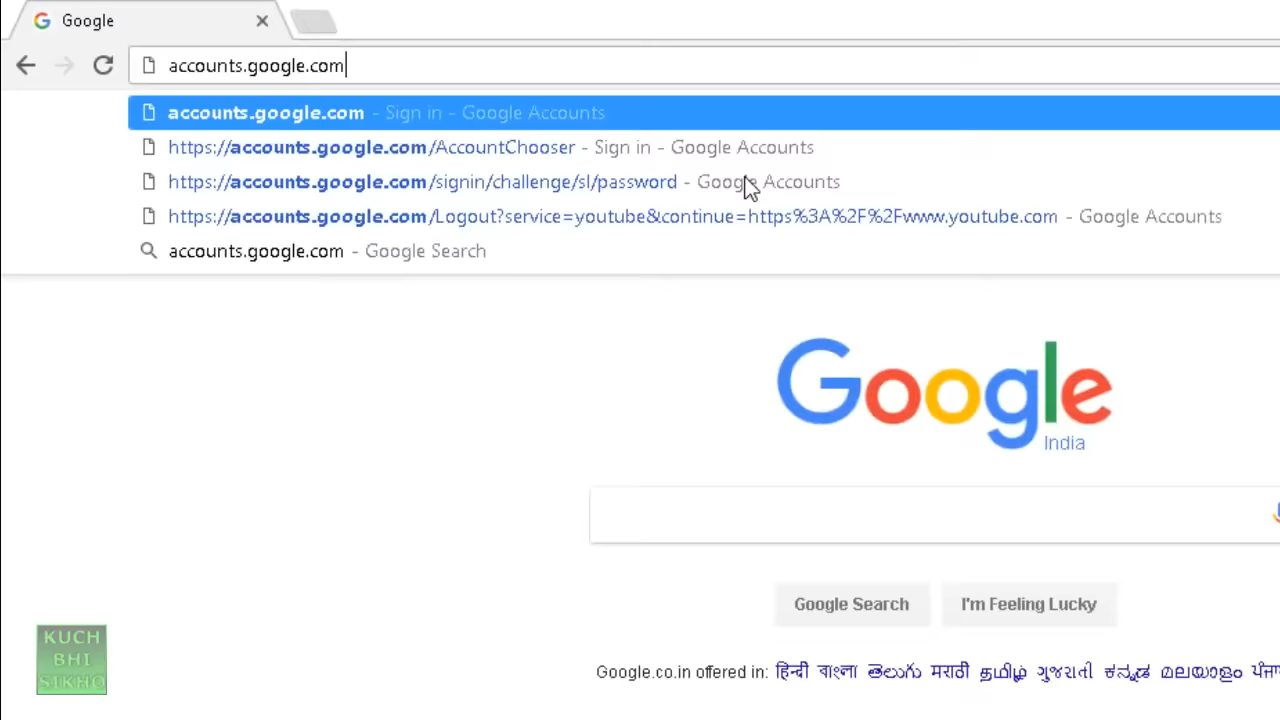 Google
accounts.google.com
accounts.google.com - Sign in - Google Accounts
https://accounts.google.com/AccountChooser - Sign in - Google Accounts
https://accounts.google.com/signin/challenge/sl/password - Google Accounts
https://accounts.google.com/Logout?service=youtube&continue=https%3A%2F%2Fwww.youtube.com - Google Accounts
accounts.google.com - Google Search
Google
India
Google Search I'm Feeling Lucky
Google.co.in offered in: हिन्दी বাংলা తెలుగు मराठी தமிழ் ગુજરાતી ಕನ್ನಡ മലയാളം
KUCH
BHI
SIKHO